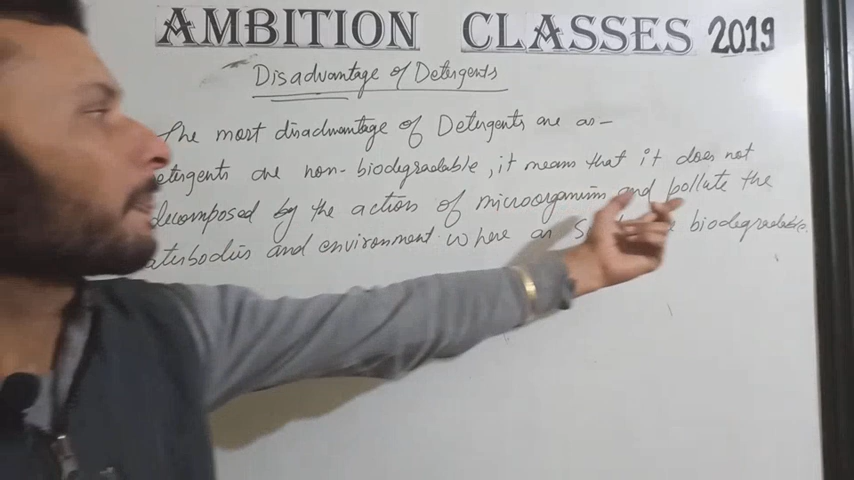 AMBITION CLASSES 2019
Disadvantage of Detergents
The most disadvantage of Detergents are as-
etergents are non-biodegradable, it means that it does not
decomposed by the action of microorganism and pollute the
aterbodies and environment. Where as biodegradable.